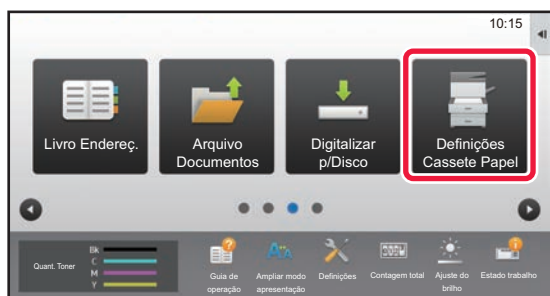 10:15
Livro Endereç.
Arquivo
Documentos
Digitalizar
p/Disco
Definições
Cassete Papel
Quant. Toner
Bk
C
M
Y
Guia de
operação
Ampliar modo
apresentação
Definições
Contagem total
Ajuste do
brilho
Estado trabalho